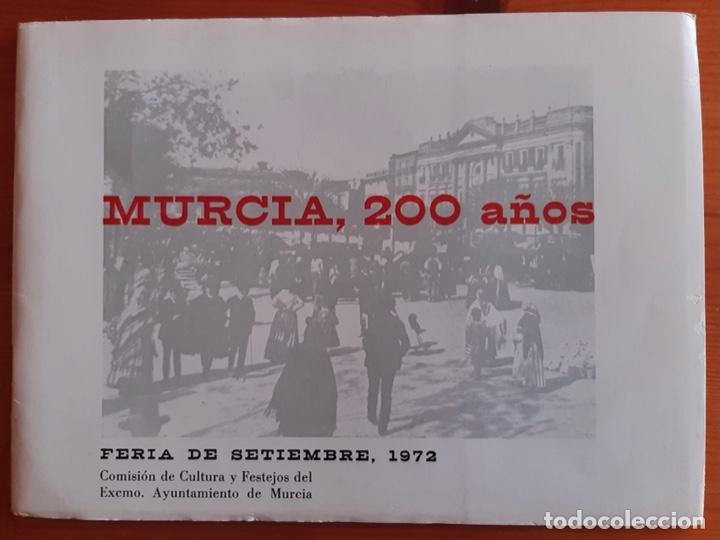 MURCIA, 200 años
FERIA DE SETIEMBRE, 1972
Comisión de Cultura y Festejos del
Excmo. Ayuntamiento de Murcia
todocoleccion